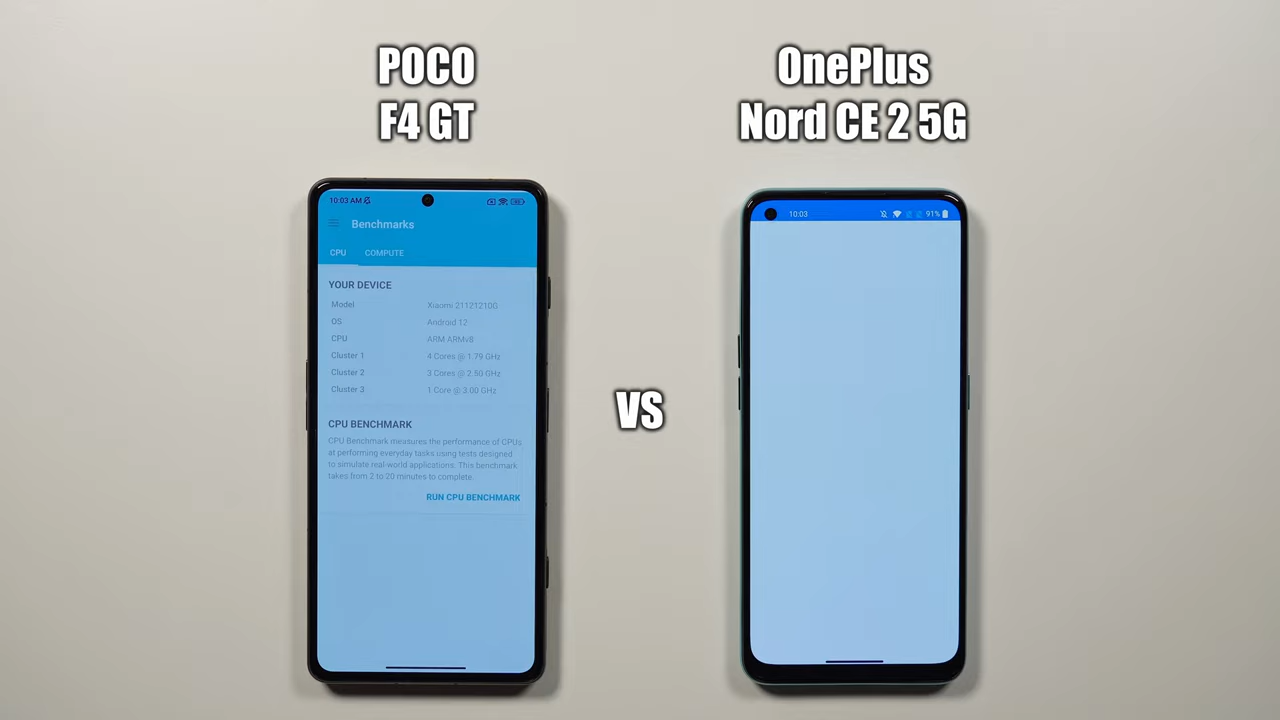 POCO
F4 GT
OnePlus
Nord CE 2 5G
VS
10:03 AM
Benchmarks
CPU COMPUTE
YOUR DEVICE
Model Xiaomi 21121210G
OS Android 12
CPU ARM ARMv8
Cluster 1 4 Cores @ 1.79 GHz
Cluster 2 3 Cores @ 2.50 GHz
Cluster 3 1 Core @ 3.00 GHz
CPU BENCHMARK
CPU Benchmark measures the performance of CPUs
at performing everyday tasks using tests designed
to simulate real-world applications. This benchmark
takes from 2 to 20 minutes to complete.
RUN CPU BENCHMARK
10:03 91%